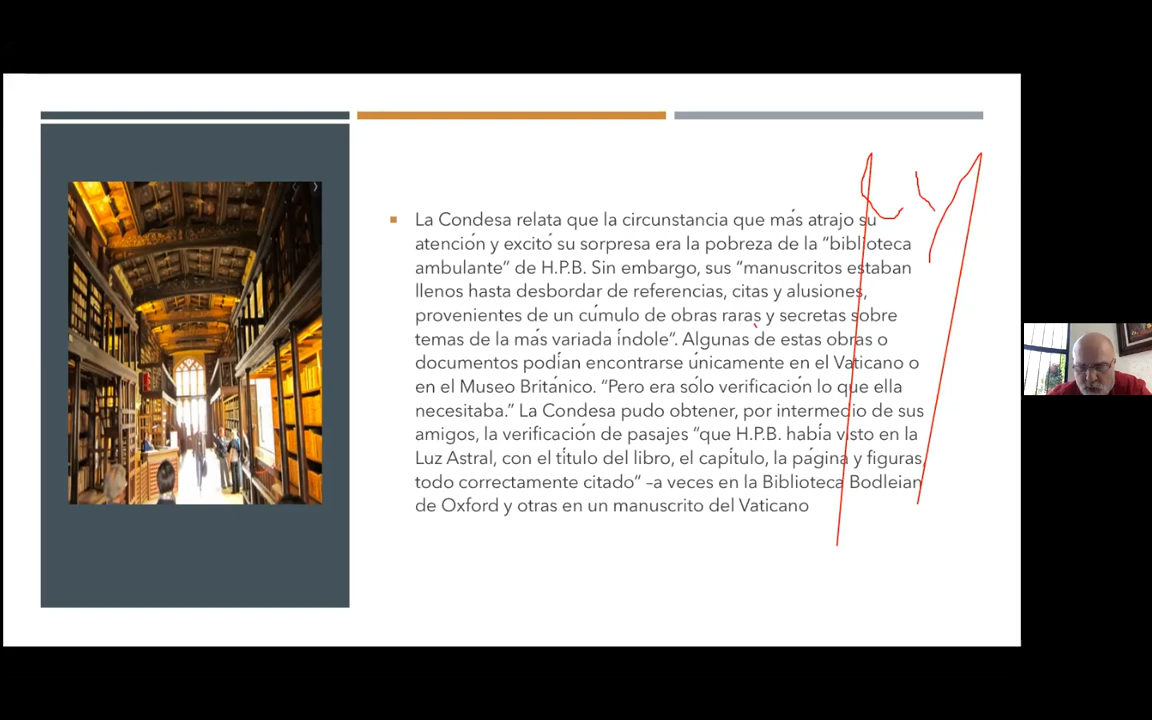 La Condesa relata que la circunstancia que más atrajo su
atención y excitó su sorpresa era la pobreza de la "biblioteca
ambulante" de H.P.B. Sin embargo, sus "manuscritos estaban
llenos hasta desbordar de referencias, citas y alusiones,
provenientes de un cúmulo de obras raras y secretas sobre
temas de la más variada índole". Algunas de estas obras o
documentos podían encontrarse únicamente en el Vaticano o
en el Museo Británico. "Pero era sólo verificación lo que ella
necesitaba." La Condesa pudo obtener, por intermedio de sus
amigos, la verificación de pasajes "que H.P.B. había visto en la
Luz Astral, con el título del libro, el capítulo, la página y figuras,
todo correctamente citado" –a veces en la Biblioteca Bodleian
de Oxford y otras en un manuscrito del Vaticano